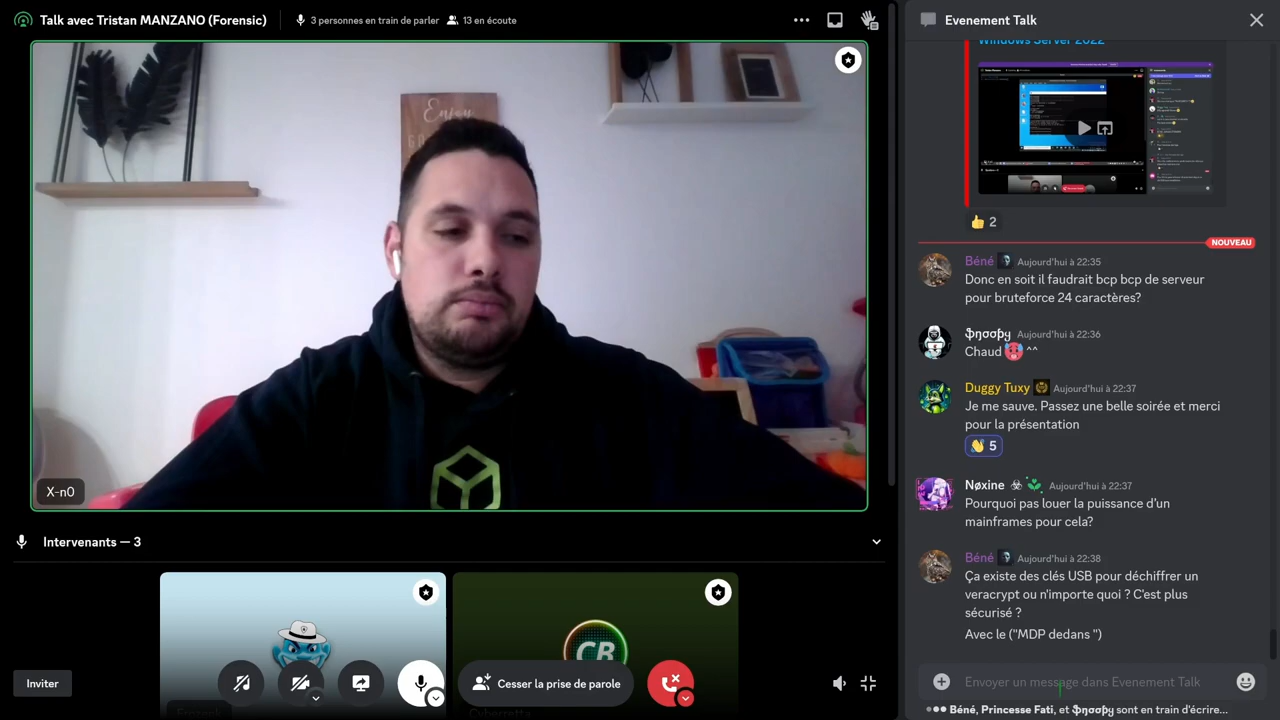 Talk avec Tristan MANZANO (Forensic)
3 personnes en train de parler
13 en écoute
Evenement Talk
Windows Server 2022
2
NOUVEAU
Béné Aujourd'hui à 22:35
Donc en soit il faudrait bcp bcp de serveur
pour bruteforce 24 caractères?
Aujourd'hui à 22:36
Chaud ^^
Duggy Tuxy Aujourd'hui à 22:37
Je me sauve. Passez une belle soirée et merci
pour la présentation
5
Nøxine Aujourd'hui à 22:37
Pourquoi pas louer la puissance d'un
mainframes pour cela?
Béné Aujourd'hui à 22:38
Ça existe des clés USB pour déchiffrer un
veracrypt ou n'importe quoi ? C'est plus
sécurisé ?
Avec le ("MDP dedans ")
Enjoy
X-n0
Intervenants — 3
CB
Inviter
Cesser la prise de parole
Envoyer un message dans Evenement Talk
Béné, Princesse Fati, et sont en train d'écrire...